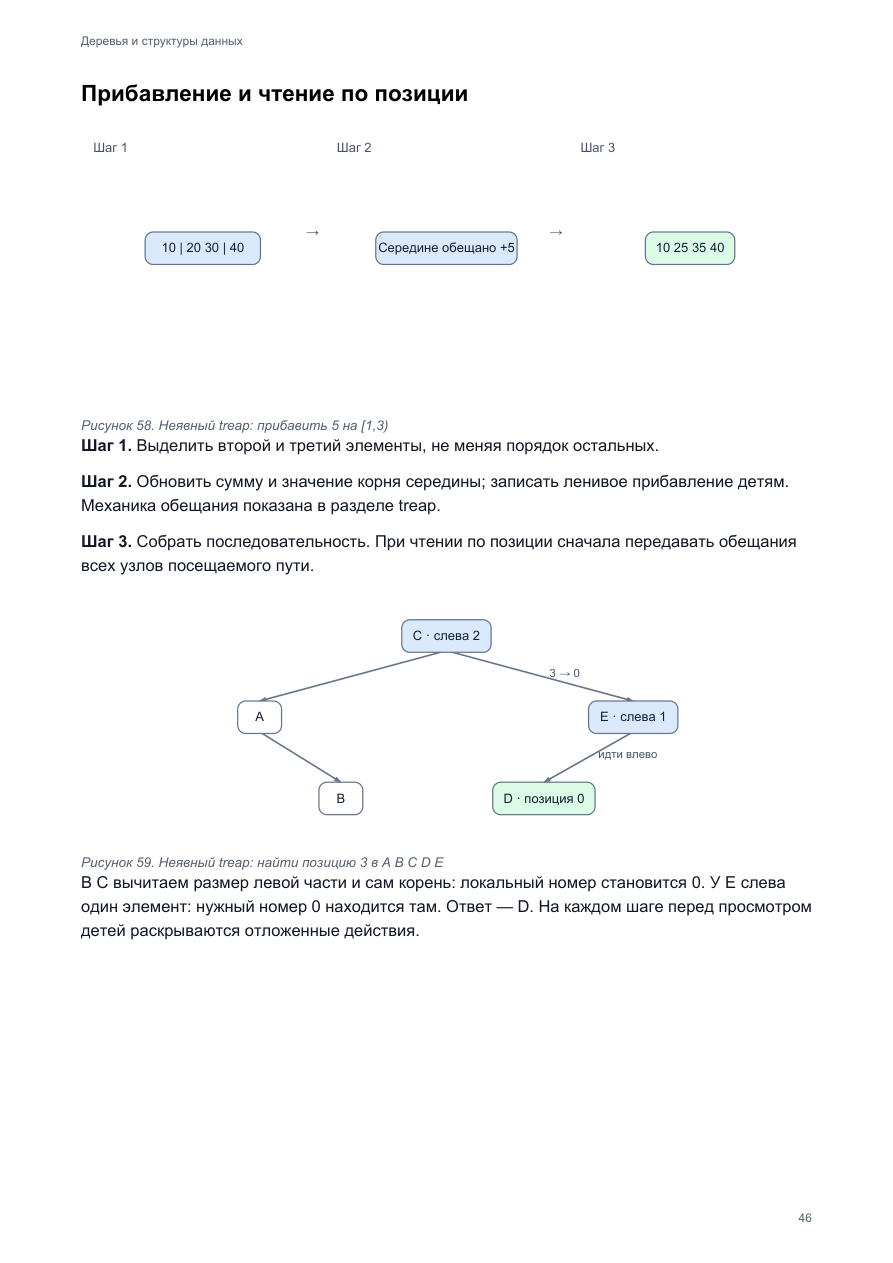 Деревья и структуры данных
Прибавление и чтение по позиции
Шаг 1
Шаг 2
Шаг 3
10 | 20 30 | 40
→
Середине обещано +5
→
10 25 35 40
Рисунок 58. Неявный treap: прибавить 5 на [1,3)
Шаг 1. Выделить второй и третий элементы, не меняя порядок остальных.
Шаг 2. Обновить сумму и значение корня середины; записать ленивое прибавление детям.
Механика обещания показана в разделе treap.
Шаг 3. Собрать последовательность. При чтении по позиции сначала передавать обещания
всех узлов посещаемого пути.
C · слева 2
3 → 0
A
E · слева 1
идти влево
B
D · позиция 0
Рисунок 59. Неявный treap: найти позицию 3 в A B C D E
В C вычитаем размер левой части и сам корень: локальный номер становится 0. У E слева
один элемент: нужный номер 0 находится там. Ответ — D. На каждом шаге перед просмотром
детей раскрываются отложенные действия.
46